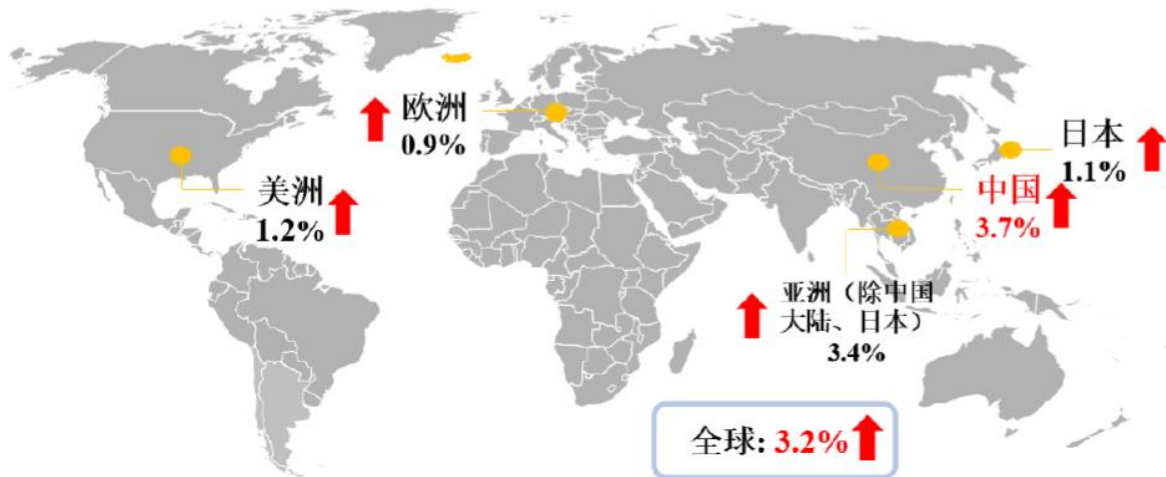 欧洲
0.9%
美洲
1.2%
日本
1.1%
中国
3.7%
亚洲（除中国
大陆、日本）
3.4%
全球: 3.2%